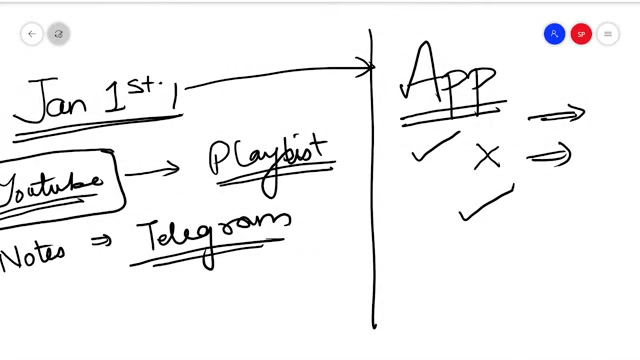 SP
Jan 1st.
App
Youtube → Playlist
X
Notes ⇒ Telegram